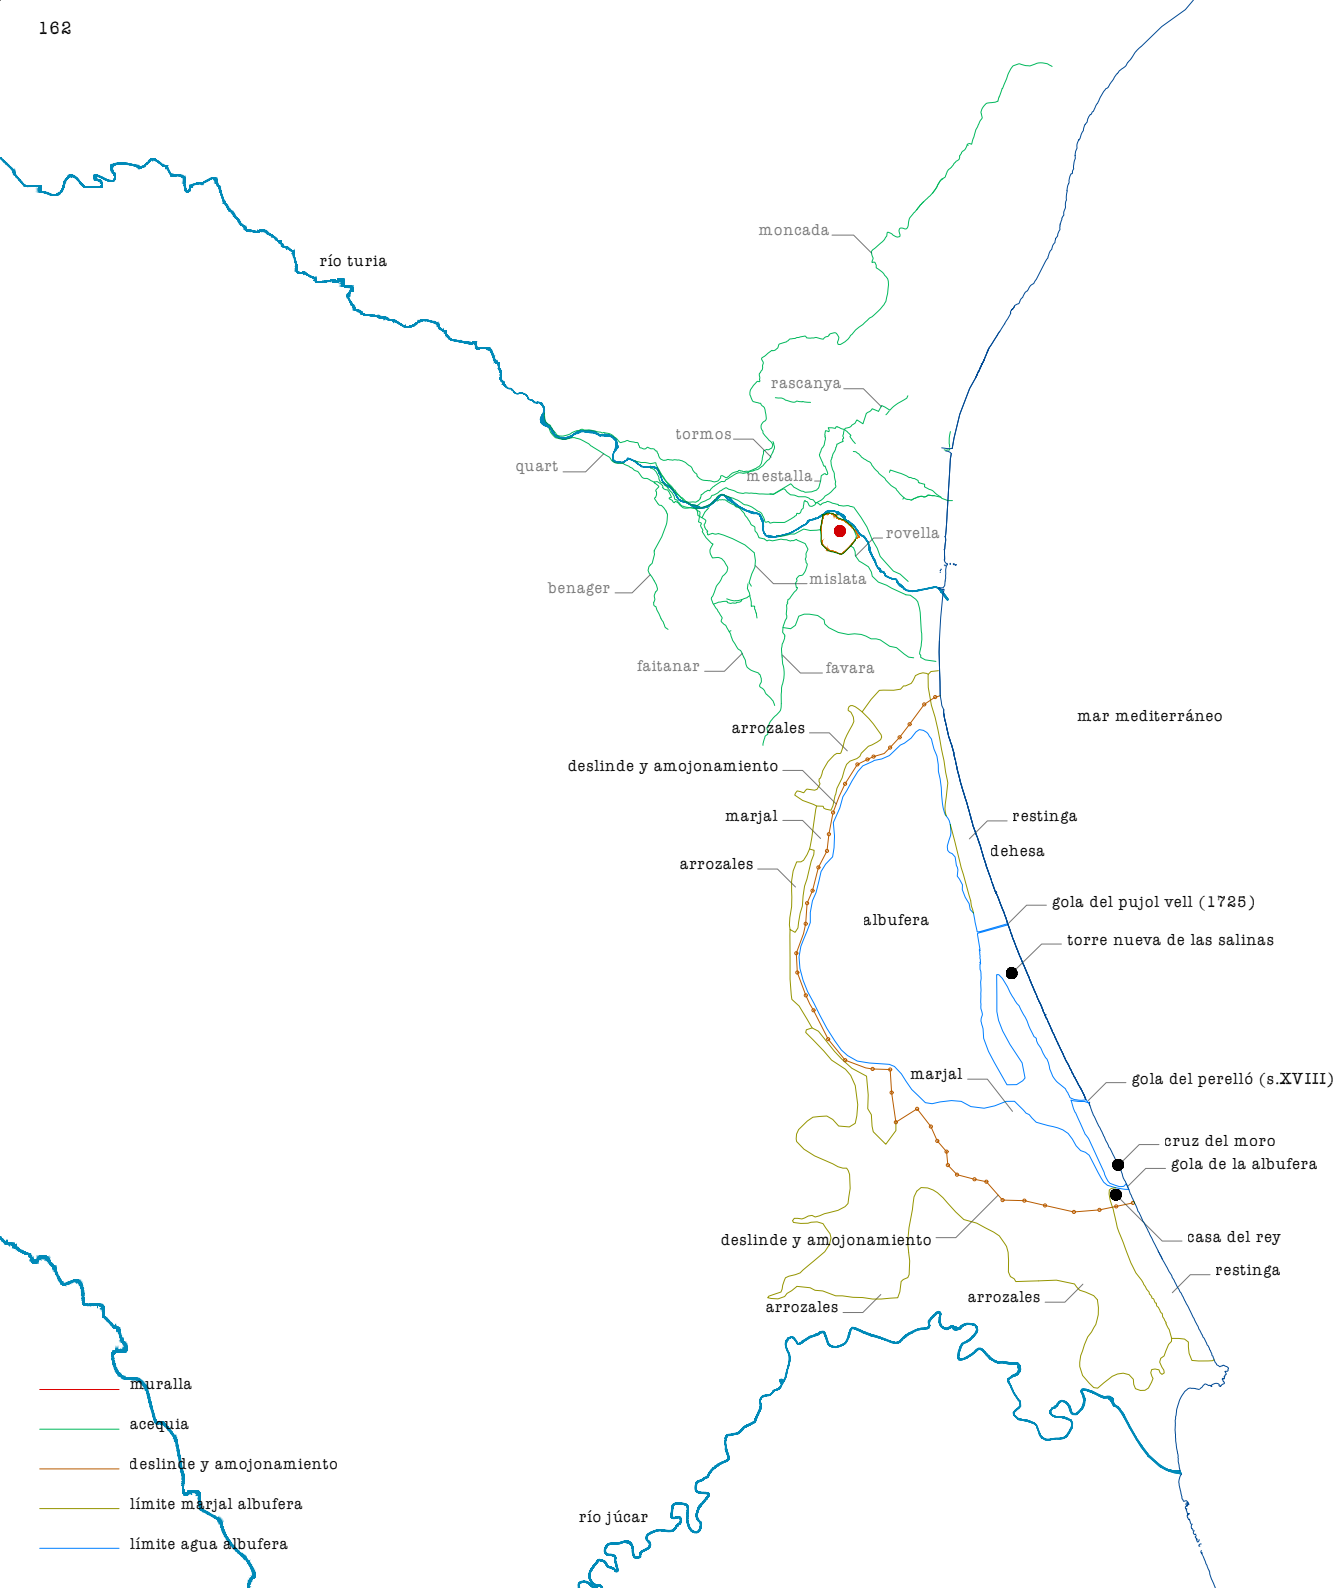 162
moncada
río turia
rascanya
tormos
quart
mestalla
rovella
mislata
benager
faitanar
favara
mar mediterráneo
arrozales
deslinde y amojonamiento
marjal
restinga
dehesa
arrozales
gola del pujol vell (1725)
albufera
torre nueva de las salinas
marjal
gola del perelló (s.XVIII)
cruz del moro
gola de la albufera
casa del rey
deslinde y amojonamiento
restinga
arrozales
arrozales
muralla
acequia
deslinde y amojonamiento
límite marjal albufera
río júcar
límite agua albufera